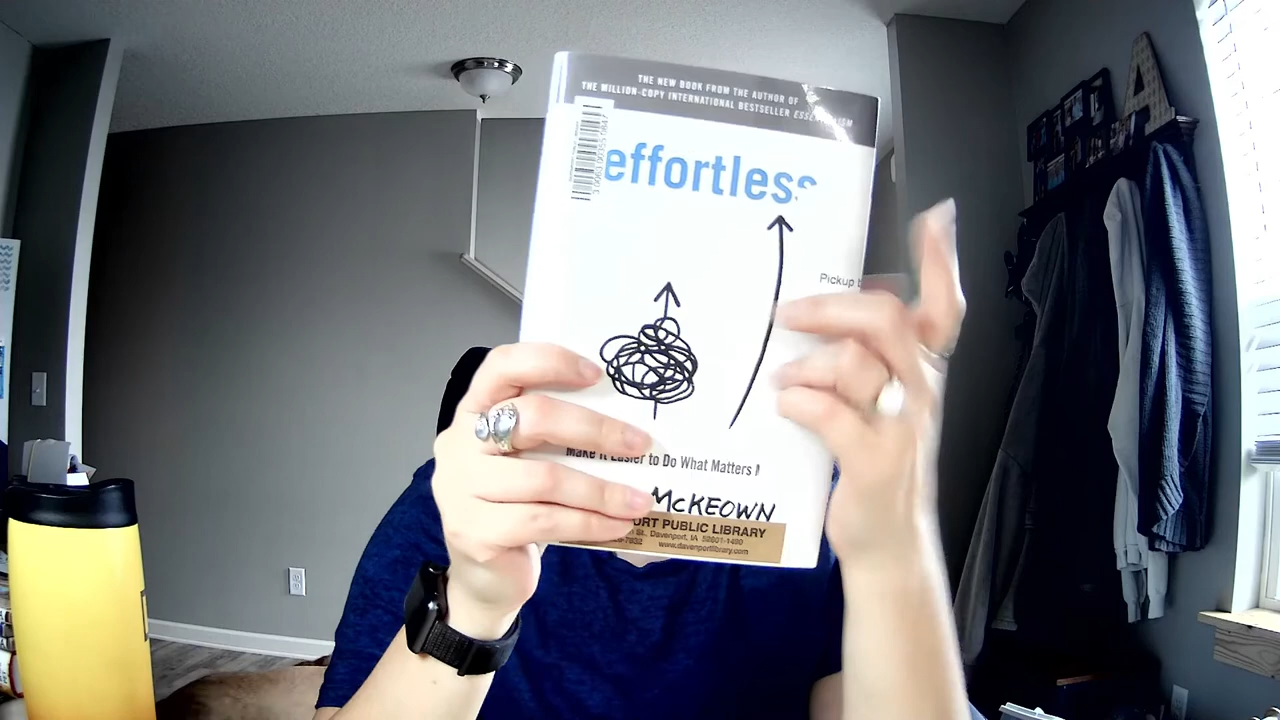 THE NEW BOOK FROM THE AUTHOR OF
THE MILLION-COPY INTERNATIONAL BESTSELLER
effortless
Pickup
Make It Easier to Do What Matters
MCKEOWN
PUBLIC LIBRARY
St., Davenport, IA
www.davenportlibrary.com
A